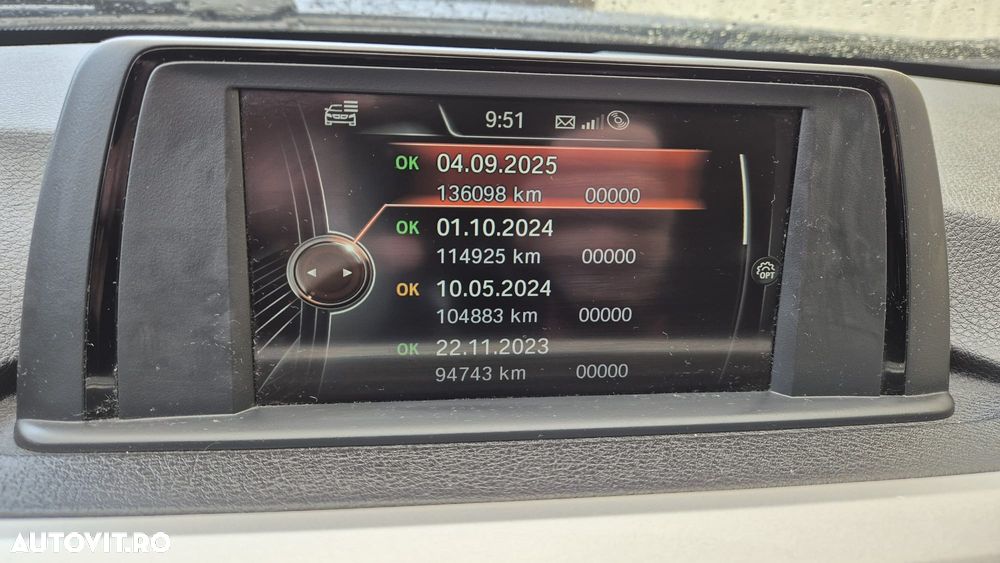 9:51
OK 04.09.2025
136098 km 00000
OK 01.10.2024
114925 km 00000
OK 10.05.2024
104883 km 00000
OK 22.11.2023
94743 km 00000
OPT
AUTOVIT.RO